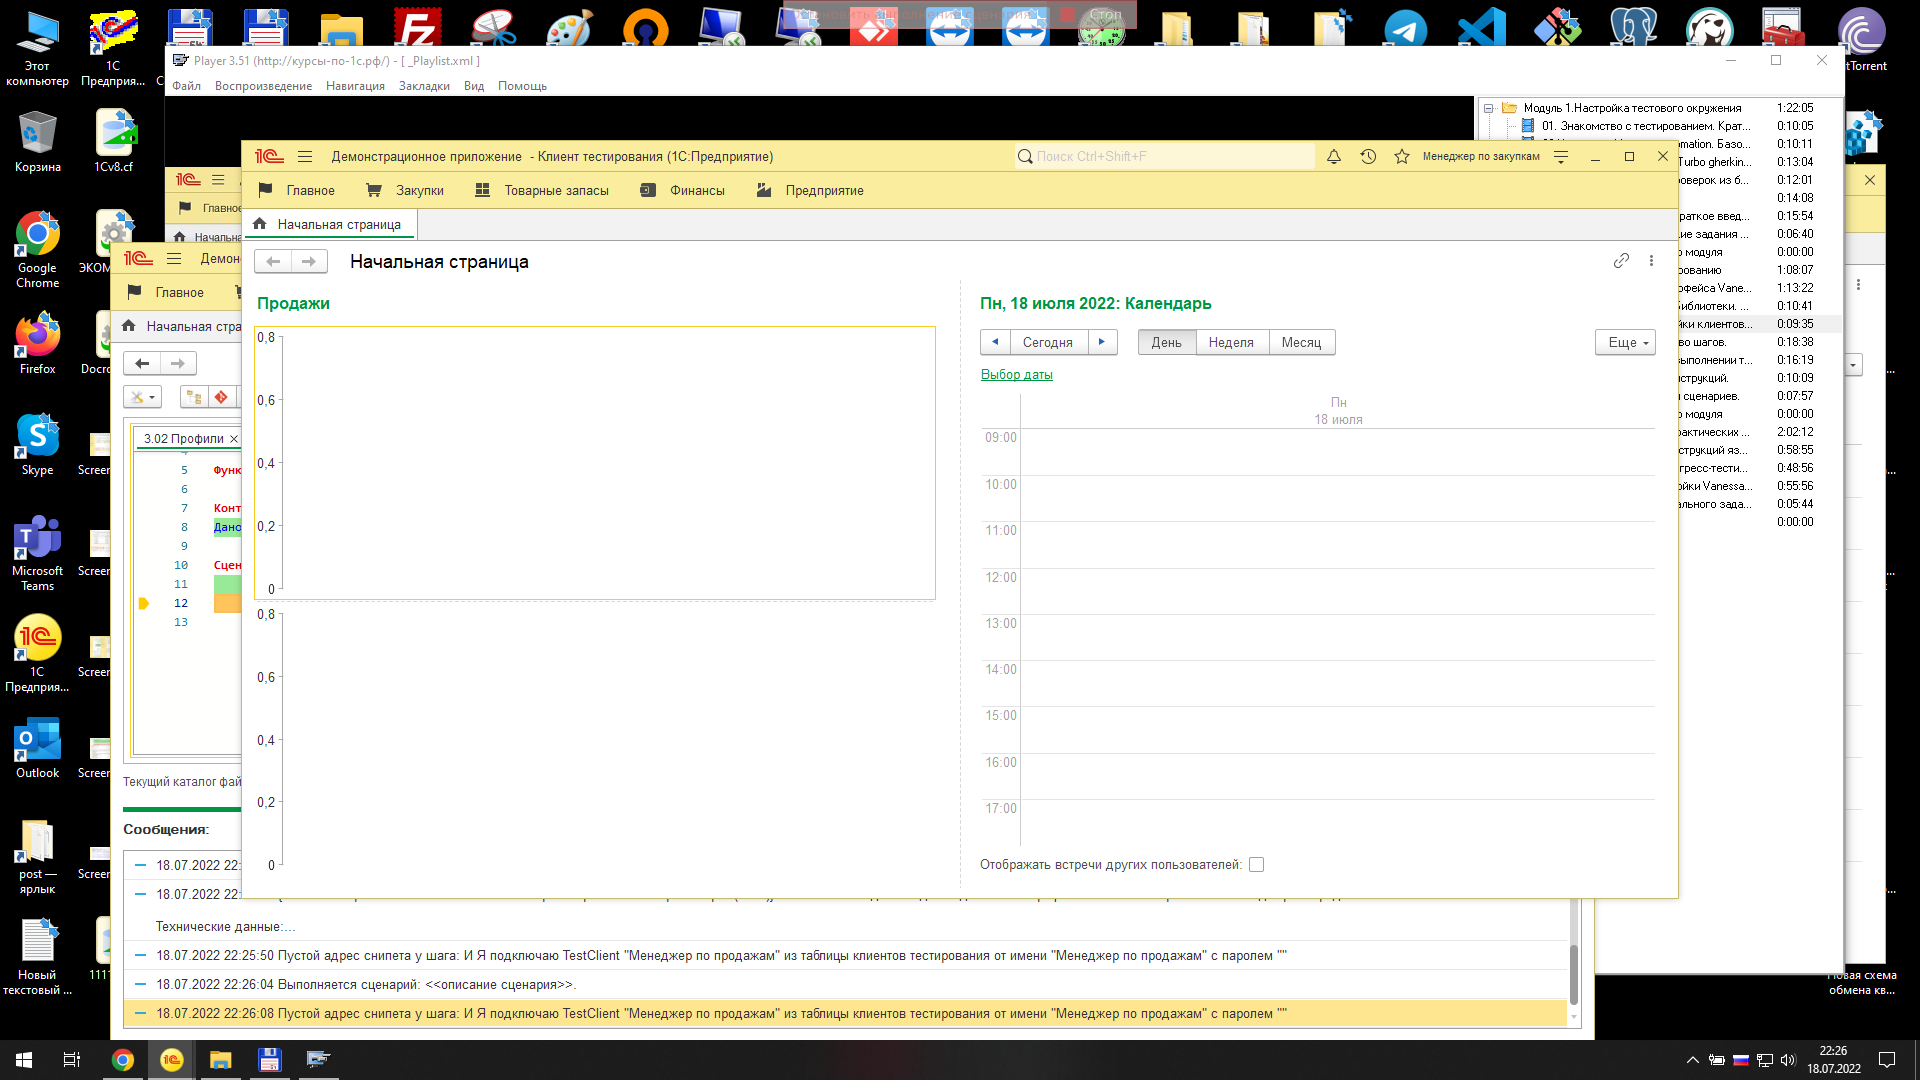 Стоп
Этот компьютер
1С Предприя...
Player 3.51 (http://курсы-по-1с.рф/) - [ _Playlist.xml ]
Файл Воспроизведение Навигация Закладки Вид Помощь
Модуль 1.Настройка тестового окружения 1:22:05
01. Знакомство с тестированием. Крат... 0:10:05
mation. Базо... 0:10:11
Turbo gherkin... 0:13:04
оверок из б... 0:12:01
0:14:08
раткое введ... 0:15:54
ие задания ... 0:06:40
о модуля 0:00:00
рованию 1:08:07
рфейса Vane... 1:13:22
библиотеки. ... 0:10:41
йки клиентов... 0:09:35
во шагов. 0:18:38
выполнении т... 0:16:19
нструкций. 0:10:09
и сценариев. 0:07:57
о модуля 0:00:00
рактических ... 2:02:12
нструкций яз... 0:58:55
гресс-тести... 0:48:56
ойки Vanessa... 0:55:56
ального зада... 0:05:44
0:00:00
Корзина
1Cv8.cf
Google Chrome
ЭКОМ
Firefox
Docro
Skype
Screen
Microsoft Teams
Screen
1С Предприя...
Screen
Outlook
Screen
post — ярлык
Screen
Новый текстовый ...
1111
tTorrent
Новая схема обмена кв...
Демонстрационное приложение - Клиент тестирования (1С:Предприятие)
Поиск Ctrl+Shift+F
Менеджер по закупкам
Главное Закупки Товарные запасы Финансы Предприятие
Начальная страница
Начальная страница
Продажи
0,8
0,6
0,4
0,2
0
0,8
0,6
0,4
0,2
0
Пн, 18 июля 2022: Календарь
Сегодня День Неделя Месяц Еще
Выбор даты
Пн
18 июля
09:00
10:00
11:00
12:00
13:00
14:00
15:00
16:00
17:00
Отображать встречи других пользователей:
Главное
Начальна
Демон
Главное
Начальная стра
3.02 Профили
5 Функ
6
7 Конт
8 Дано
9
10 Сцен
11
12
13
Текущий каталог фай
Сообщения:
18.07.2022 22:
18.07.2022 22:
Технические данные:...
18.07.2022 22:25:50 Пустой адрес снипета у шага: И Я подключаю TestClient "Менеджер по продажам" из таблицы клиентов тестирования от имени "Менеджер по продажам" с паролем ""
18.07.2022 22:26:04 Выполняется сценарий: <<описание сценария>>.
18.07.2022 22:26:08 Пустой адрес снипета у шага: И Я подключаю TestClient "Менеджер по продажам" из таблицы клиентов тестирования от имени "Менеджер по продажам" с паролем ""
22:26
18.07.2022